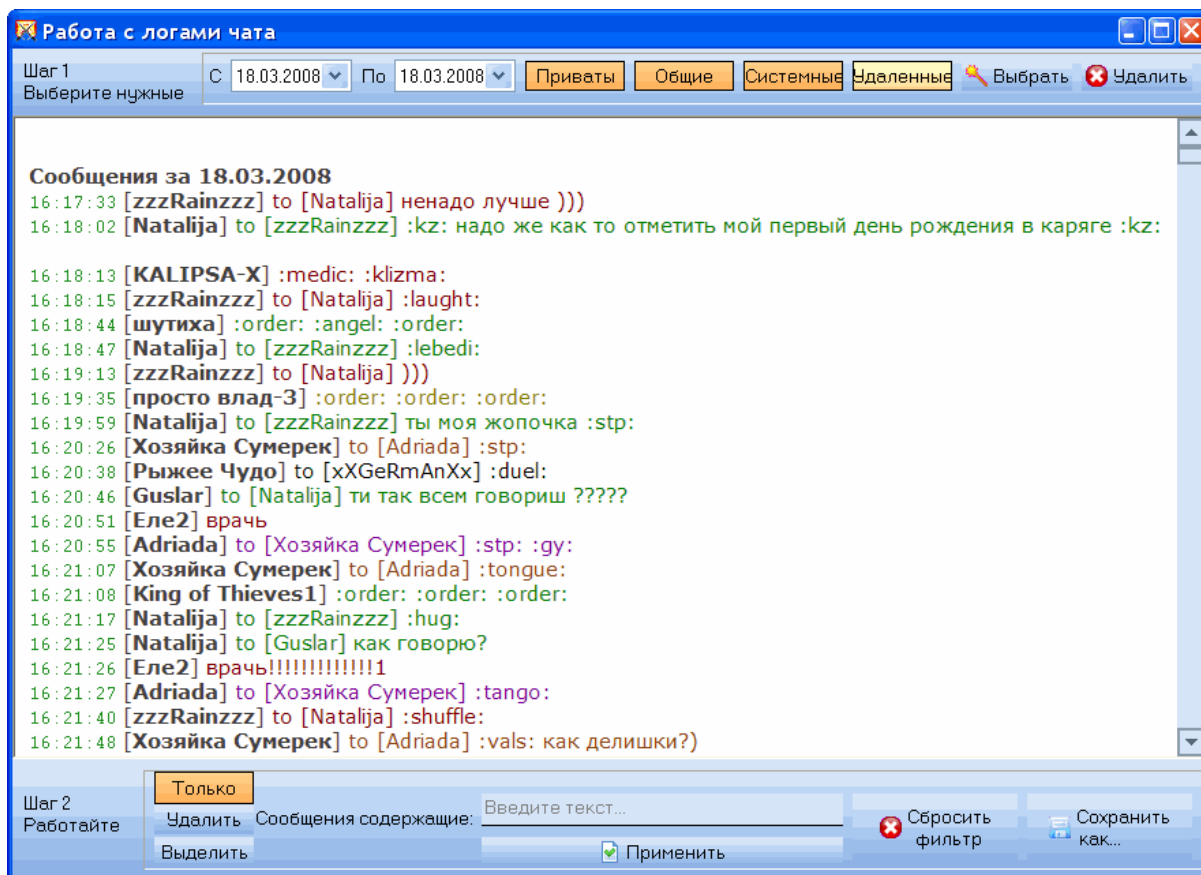 Работа с логами чата
Шаг 1
Выберите нужные
С 18.03.2008 По 18.03.2008 Приваты Общие Системные Удаленные Выбрать Удалить
Сообщения за 18.03.2008
16:17:33 [zzzRainzzz] to [Natalija] ненадо лучше )))
16:18:02 [Natalija] to [zzzRainzzz] :kz: надо же как то отметить мой первый день рождения в каряге :kz:
16:18:13 [KALIPSA-X] :medic: :klizma:
16:18:15 [zzzRainzzz] to [Natalija] :laught:
16:18:44 [шутиха] :order: :angel: :order:
16:18:47 [Natalija] to [zzzRainzzz] :lebedi:
16:19:13 [zzzRainzzz] to [Natalija] )))
16:19:35 [просто влад-3] :order: :order: :order:
16:19:59 [Natalija] to [zzzRainzzz] ты моя жопочка :stp:
16:20:26 [Хозяйка Сумерек] to [Adriada] :stp:
16:20:38 [Рыжее Чудо] to [xXGeRmAnXx] :duel:
16:20:46 [Guslar] to [Natalija] ти так всем говориш ?????
16:20:51 [Еле2] врачь
16:20:55 [Adriada] to [Хозяйка Сумерек] :stp: :gy:
16:21:07 [Хозяйка Сумерек] to [Adriada] :tongue:
16:21:08 [King of Thieves1] :order: :order: :order:
16:21:17 [Natalija] to [zzzRainzzz] :hug:
16:21:25 [Natalija] to [Guslar] как говорю?
16:21:26 [Еле2] врачь!!!!!!!!!!!!!1
16:21:27 [Adriada] to [Хозяйка Сумерек] :tango:
16:21:40 [zzzRainzzz] to [Natalija] :shuffle:
16:21:48 [Хозяйка Сумерек] to [Adriada] :vals: как делишки?)
Шаг 2
Работайте
Только
Удалить
Выделить
Сообщения содержащие: Введите текст...
Применить
Сбросить
фильтр
Сохранить
как...